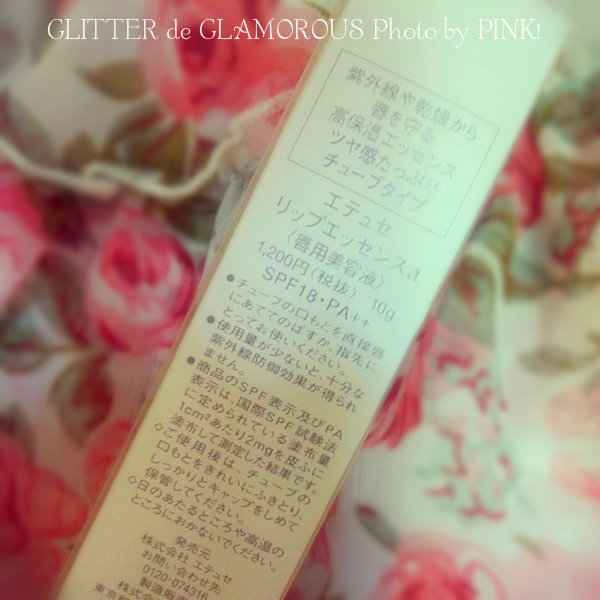 GLITTER de GLAMOROUS Photo by PINK!
紫外線や乾燥から
唇を守る
高保湿エッセンス
ツヤ感たっぷり!
チューブタイプ
エテュセ
リップエッセンスa
〈唇用美容液〉
1,200円(税抜) 10g
SPF18・PA++
●チューブの口もとを直接唇
にあててのばすか、指先に
とってお使いください。
●使用量が少ないと、十分な
紫外線防御効果が得られ
ません。
●商品のSPF表示及びPA
表示は、国際SPF試験法
に定められている塗布量
1cm²あたり2mgを皮ふに
塗布して測定した結果です。
◇ご使用後は、チューブの
口もとをきれいにふきとり、
しっかりとキャップをしめて
保管してください。
◇日のあたるところや高温の
ところにおかないでください。
発売元
株式会社 エテュセ
お問い合わせ先
0120-074316
製造販売
株式
東京都